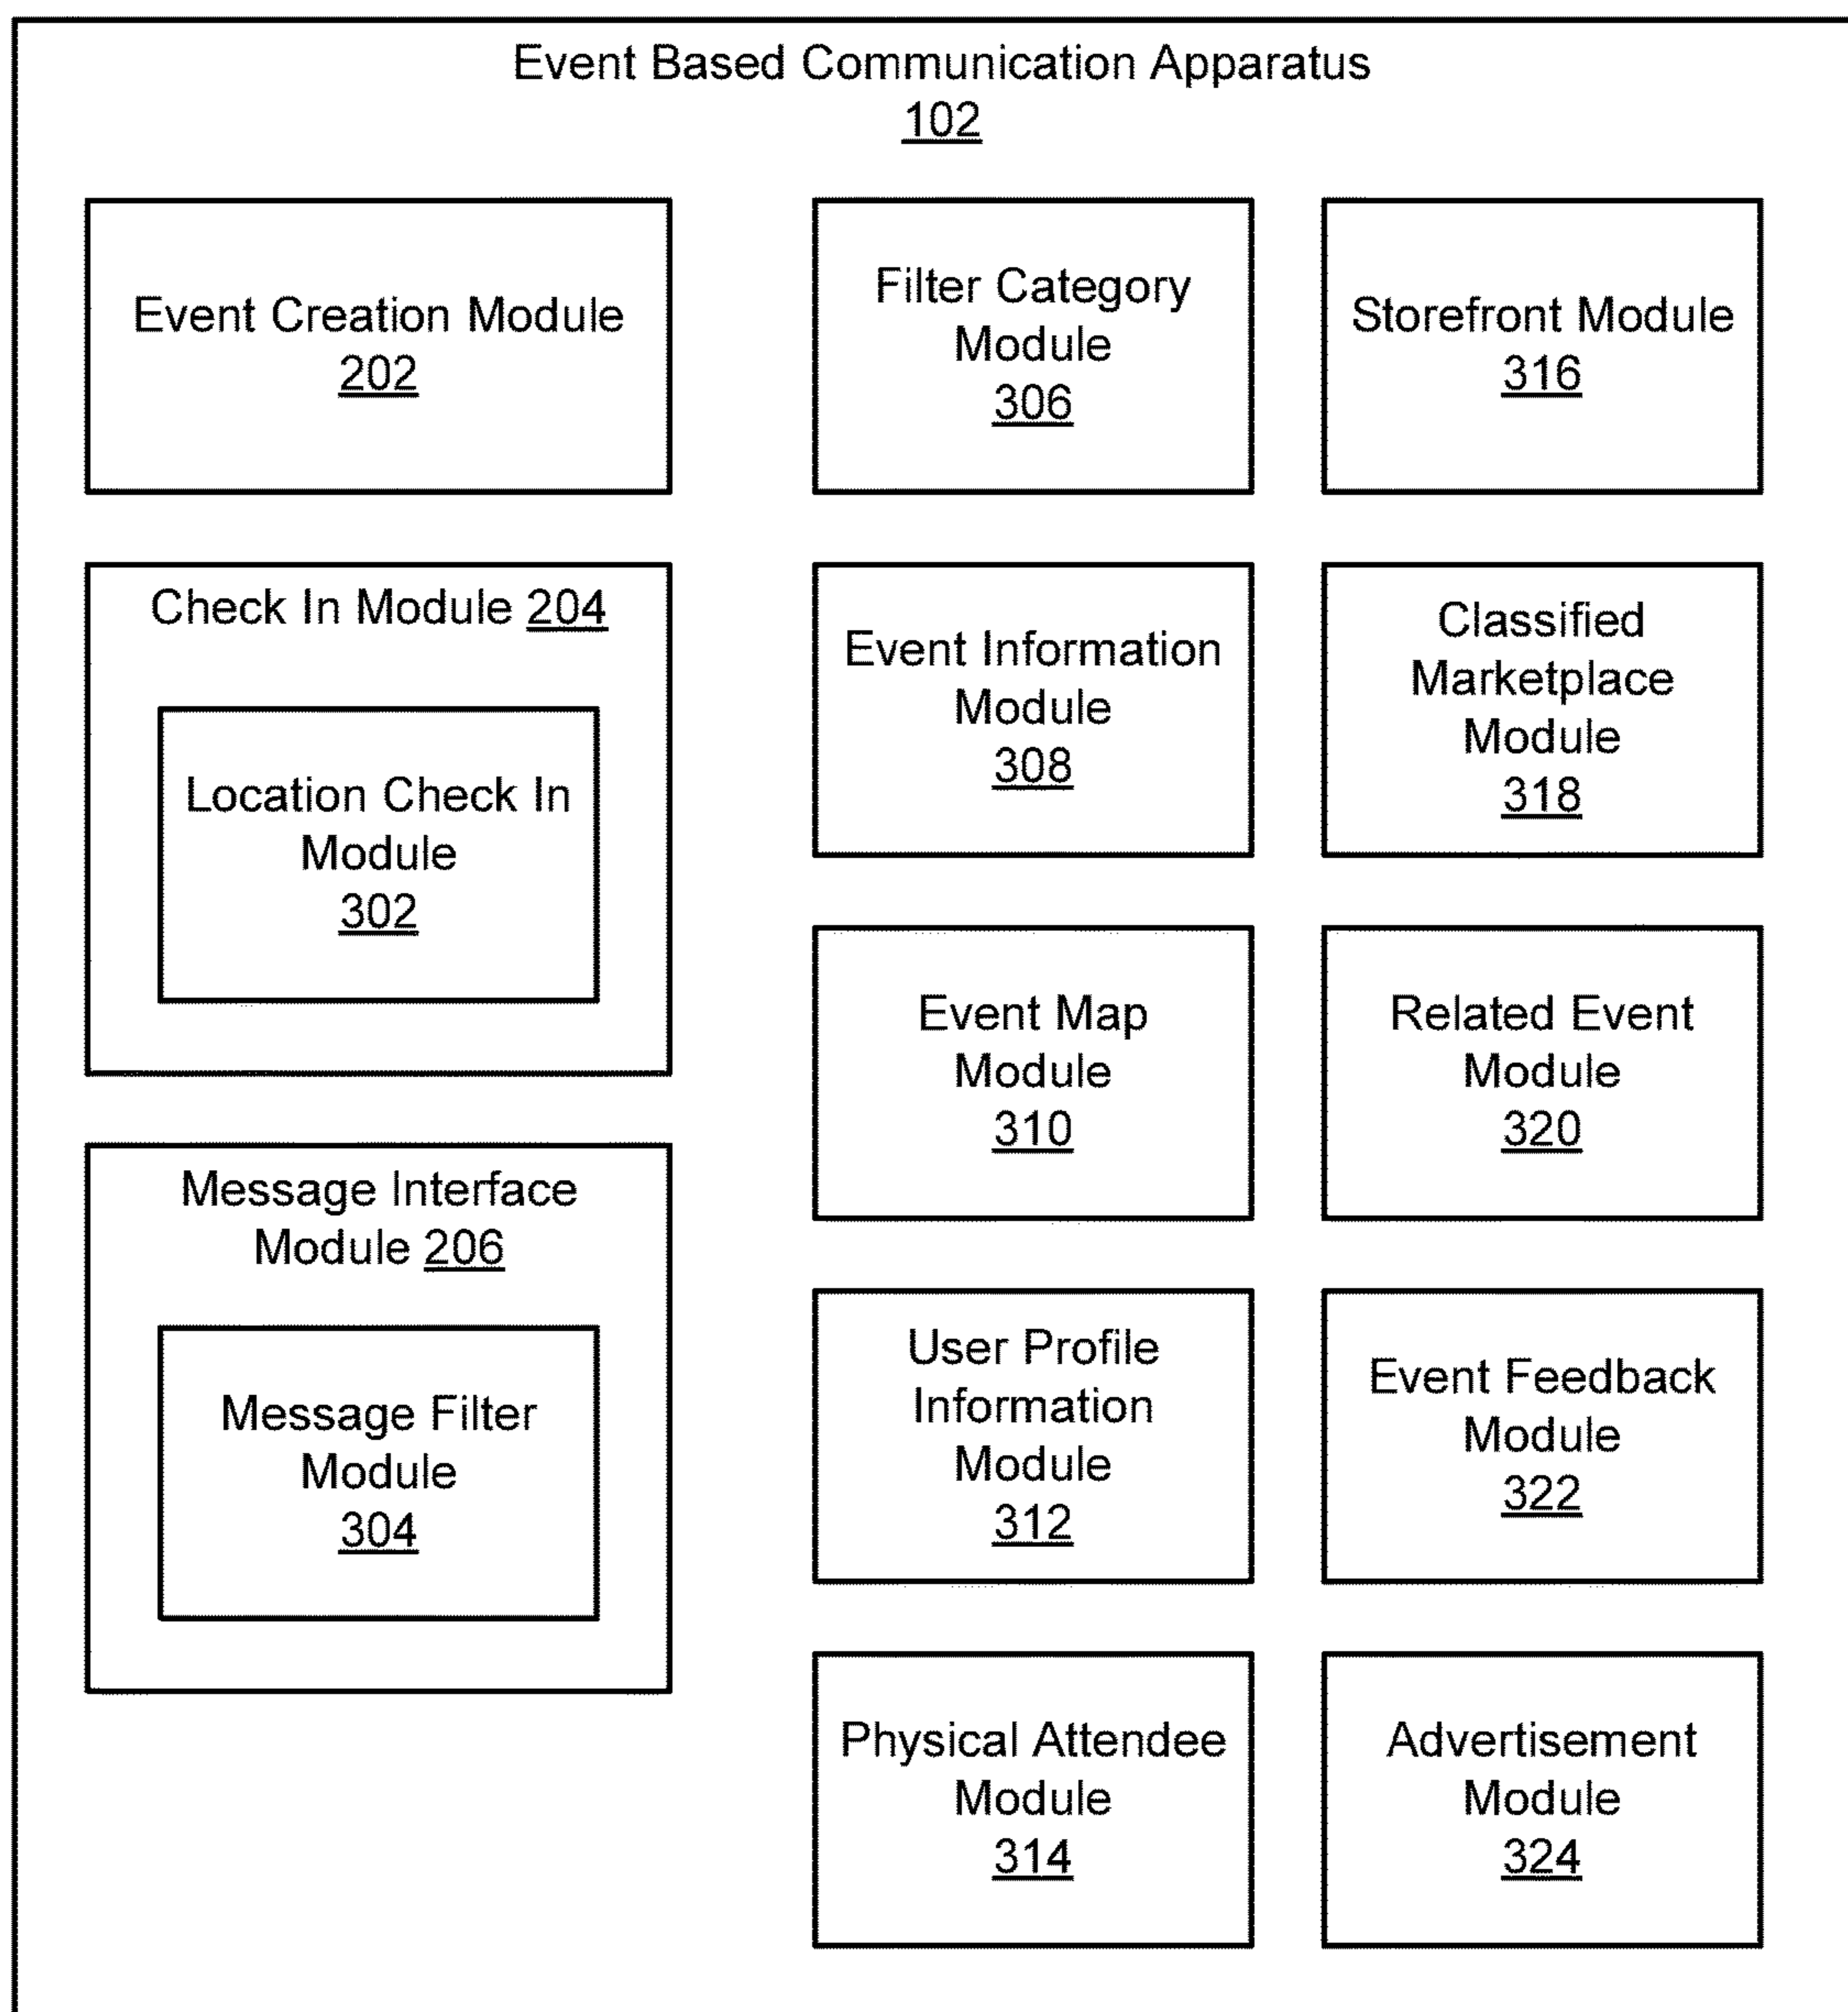 Event Based Communication Apparatus
102
Event Creation Module
202
Check In Module 204
Location Check In
Module
302
Message Interface
Module 206
Message Filter
Module
304
Filter Category
Module
306
Event Information
Module
308
Event Map
Module
310
User Profile
Information
Module
312
Physical Attendee
Module
314
Storefront Module
316
Classified
Marketplace
Module
318
Related Event
Module
320
Event Feedback
Module
322
Advertisement
Module
324